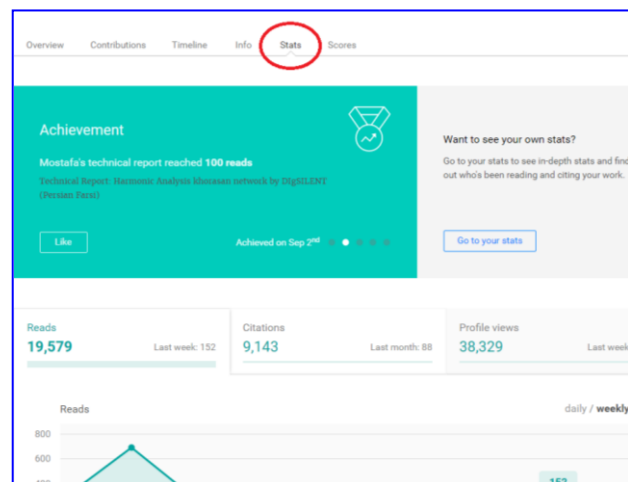 Overview Contributions Timeline Info Stats Scores
Achievement
Mostafa's technical report reached 100 reads
Technical Report: Harmonic Analysis khorasan network by DIgSILENT
(Persian Farsi)
Like
Achieved on Sep 2nd
Want to see your own stats?
Go to your stats to see in-depth stats and find
out who's been reading and citing your work.
Go to your stats
Reads
19,579 Last week: 152
Citations
9,143 Last month: 88
Profile views
38,329 Last week
Reads daily / weekly
800
600
400
152